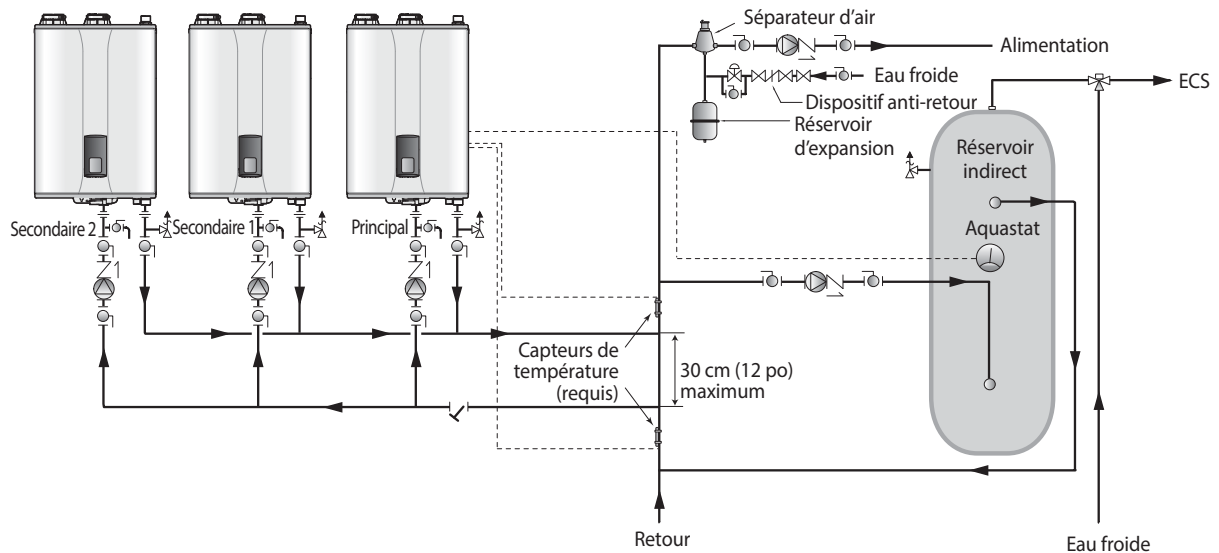 Séparateur d'air
Alimentation
Eau froide
Dispositif anti-retour
Réservoir
d'expansion
ECS
Réservoir
indirect
Aquastat
Secondaire 2
Secondaire 1
Principal
Capteurs de
température
(requis)
30 cm (12 po)
maximum
Retour
Eau froide